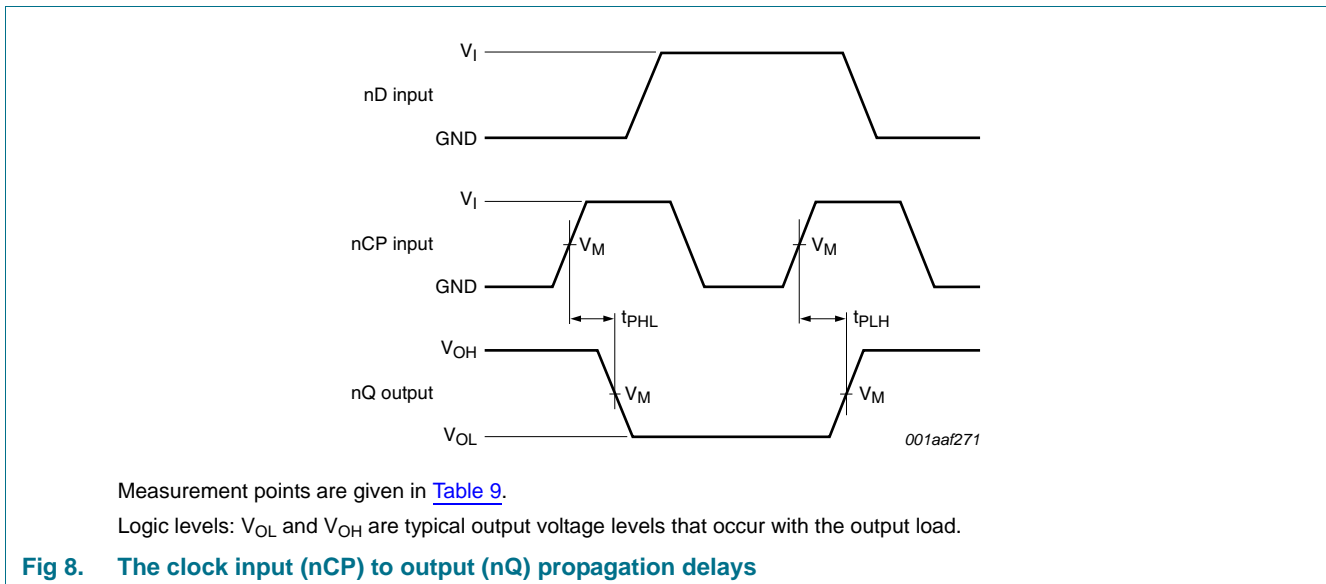 V_I
nD input
GND
V_I
nCP input
V_M
V_M
GND
t_PHL
t_PLH
V_OH
nQ output
V_M
V_M
V_OL
001aaf271
Measurement points are given in Table 9.
Logic levels: V_OL and V_OH are typical output voltage levels that occur with the output load.
Fig 8. The clock input (nCP) to output (nQ) propagation delays